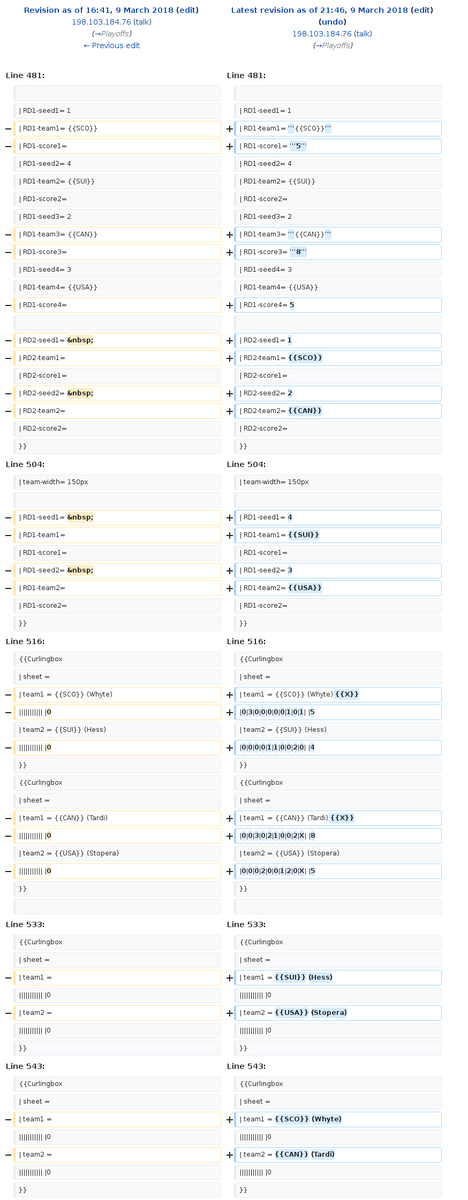 Revision as of 16:41, 9 March 2018 (edit)
198.103.184.76 (talk)
(→Playoffs)
← Previous edit
Line 481:
| RD1-seed1= 1
− | RD1-team1= {{SCO}}
− | RD1-score1=
| RD1-seed2= 4
| RD1-team2= {{SUI}}
| RD1-score2=
| RD1-seed3= 2
− | RD1-team3= {{CAN}}
− | RD1-score3=
| RD1-seed4= 3
| RD1-team4= {{USA}}
− | RD1-score4=
− | RD2-seed1= &nbsp;
− | RD2-team1=
| RD2-score1=
− | RD2-seed2= &nbsp;
− | RD2-team2=
| RD2-score2=
}}
Line 504:
| team-width= 150px
− | RD1-seed1= &nbsp;
− | RD1-team1=
| RD1-score1=
− | RD1-seed2= &nbsp;
− | RD1-team2=
| RD1-score2=
}}
Line 516:
{{Curlingbox
| sheet =
− | team1 = {{SCO}} (Whyte)
− ||||||||||| |0
| team2 = {{SUI}} (Hess)
− ||||||||||| |0
}}
{{Curlingbox
| sheet =
− | team1 = {{CAN}} (Tardi)
− ||||||||||| |0
| team2 = {{USA}} (Stopera)
− ||||||||||| |0
}}
Line 533:
{{Curlingbox
| sheet =
− | team1 =
||||||||||| |0
− | team2 =
||||||||||| |0
}}
Line 543:
{{Curlingbox
| sheet =
− | team1 =
||||||||||| |0
− | team2 =
||||||||||| |0
}}
Latest revision as of 21:46, 9 March 2018 (edit)
(undo)
198.103.184.76 (talk)
(→Playoffs)
Line 481:
| RD1-seed1= 1
+ | RD1-team1= '''{{SCO}}'''
+ | RD1-score1= '''5'''
| RD1-seed2= 4
| RD1-team2= {{SUI}}
| RD1-score2=
| RD1-seed3= 2
+ | RD1-team3= '''{{CAN}}'''
+ | RD1-score3= '''8'''
| RD1-seed4= 3
| RD1-team4= {{USA}}
+ | RD1-score4= 5
+ | RD2-seed1= 1
+ | RD2-team1= {{SCO}}
| RD2-score1=
+ | RD2-seed2= 2
+ | RD2-team2= {{CAN}}
| RD2-score2=
}}
Line 504:
| team-width= 150px
+ | RD1-seed1= 4
+ | RD1-team1= {{SUI}}
| RD1-score1=
+ | RD1-seed2= 3
+ | RD1-team2= {{USA}}
| RD1-score2=
}}
Line 516:
{{Curlingbox
| sheet =
+ | team1 = {{SCO}} (Whyte) {{X}}
+ |0|3|0|0|0|0|0|1|0|1| |5
| team2 = {{SUI}} (Hess)
+ |0|0|0|0|1|1|0|0|2|0| |4
}}
{{Curlingbox
| sheet =
+ | team1 = {{CAN}} (Tardi) {{X}}
+ |0|0|3|0|2|1|0|0|2|X| |8
| team2 = {{USA}} (Stopera)
+ |0|0|0|2|0|0|1|2|0|X| |5
}}
Line 533:
{{Curlingbox
| sheet =
+ | team1 = {{SUI}} (Hess)
||||||||||| |0
+ | team2 = {{USA}} (Stopera)
||||||||||| |0
}}
Line 543:
{{Curlingbox
| sheet =
+ | team1 = {{SCO}} (Whyte)
||||||||||| |0
+ | team2 = {{CAN}} (Tardi)
||||||||||| |0
}}